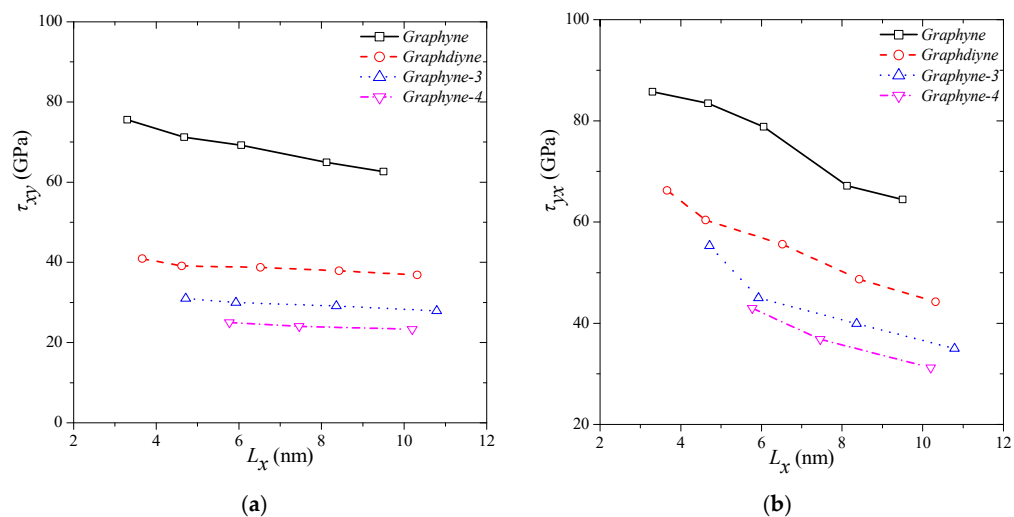 100
80
60
40
20
0
τxy (GPa)
2 4 6 8 10 12
Lx (nm)
Graphyne
Graphdiyne
Graphyne-3
Graphyne-4
(a)
100
80
60
40
20
τyx (GPa)
2 4 6 8 10 12
Lx (nm)
Graphyne
Graphdiyne
Graphyne-3
Graphyne-4
(b)